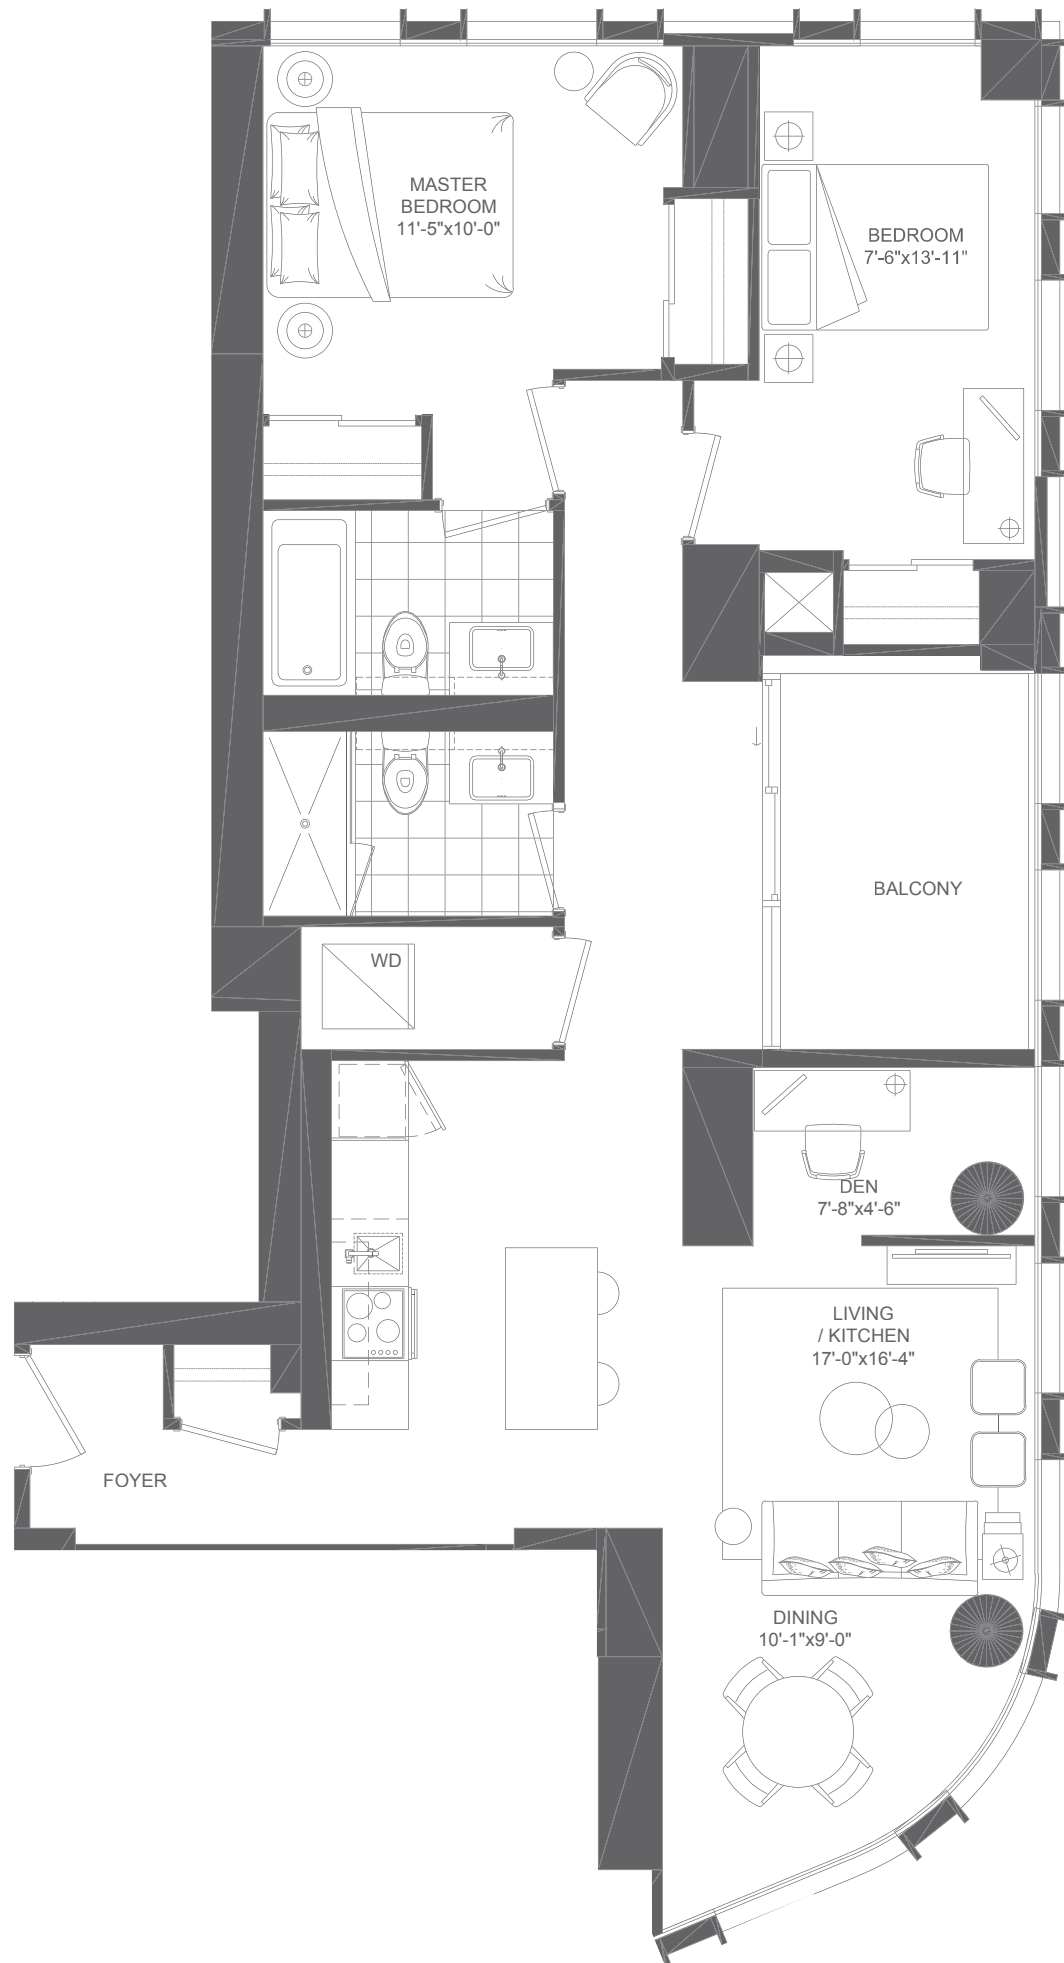 MASTER
BEDROOM
11'-5"x10'-0"
BEDROOM
7'-6"x13'-11"
BALCONY
WD
DEN
7'-8"x4'-6"
LIVING
/ KITCHEN
17'-0"x16'-4"
FOYER
DINING
10'-1"x9'-0"